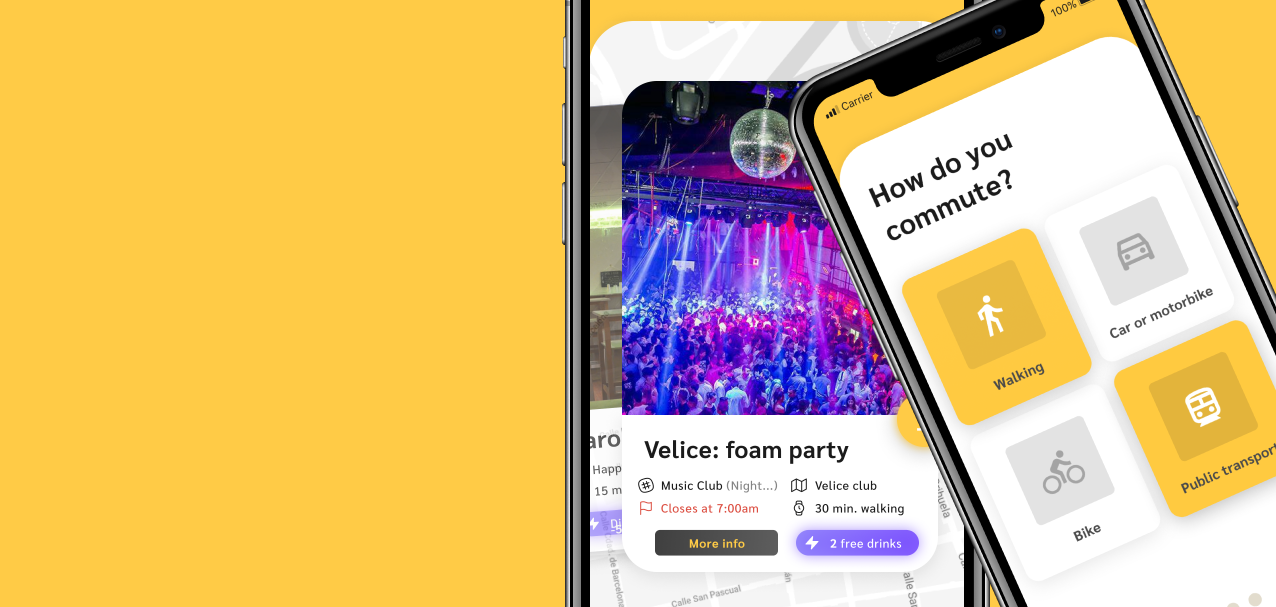 100%
Carrier
How do you
commute?
Car or motorbike
Walking
Public transport
Bike
Velice: foam party
Music Club (Night...)
Velice club
Closes at 7:00am
30 min. walking
More info
2 free drinks
aro
Happ
15 m
Calle San Pascual
de Barcelon